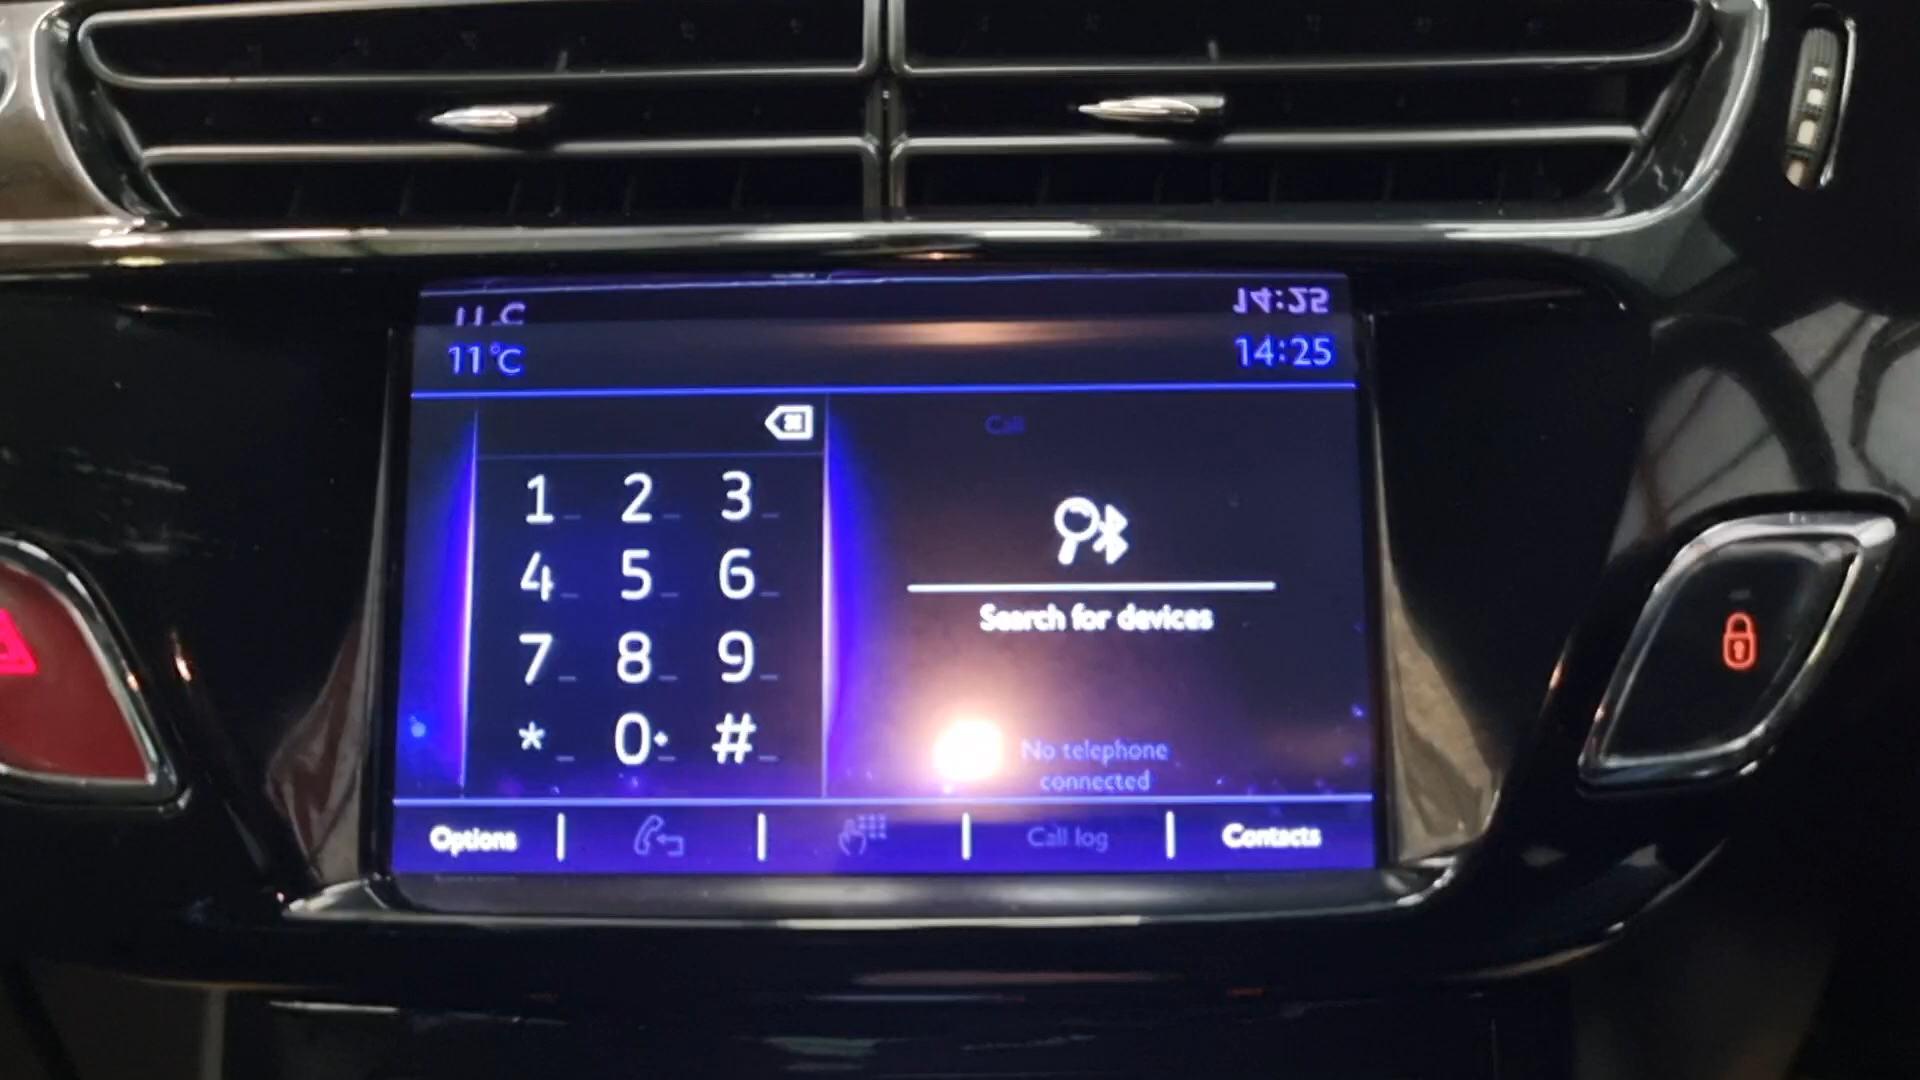 11°C 14:25
Call
1 2 3
4 5 6
7 8 9
* 0+ #
Search for devices
No telephone
connected
Options Call log Contacts